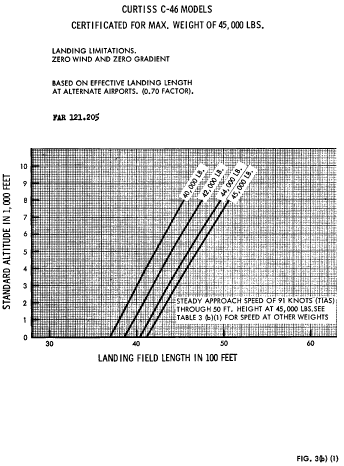 CURTISS C-46 MODELS
CERTIFICATED FOR MAX. WEIGHT OF 45,000 LBS.
LANDING LIMITATIONS.
ZERO WIND AND ZERO GRADIENT
BASED ON EFFECTIVE LANDING LENGTH
AT ALTERNATE AIRPORTS. (0.70 FACTOR).
FAR 121.205
STANDARD ALTITUDE IN 1,000 FEET
10
9
8
7
6
5
4
3
2
1
0
40,000 LB.
42,000 LB.
44,000 LB.
45,000 LB.
STEADY APPROACH SPEED OF 91 KNOTS (TIAS)
THROUGH 50 FT. HEIGHT AT 45,000 LBS.SEE
TABLE 3 (b)(1) FOR SPEED AT OTHER WEIGHTS
30 40 50 60
LANDING FIELD LENGTH IN 100 FEET
FIG. 3(b) (1)